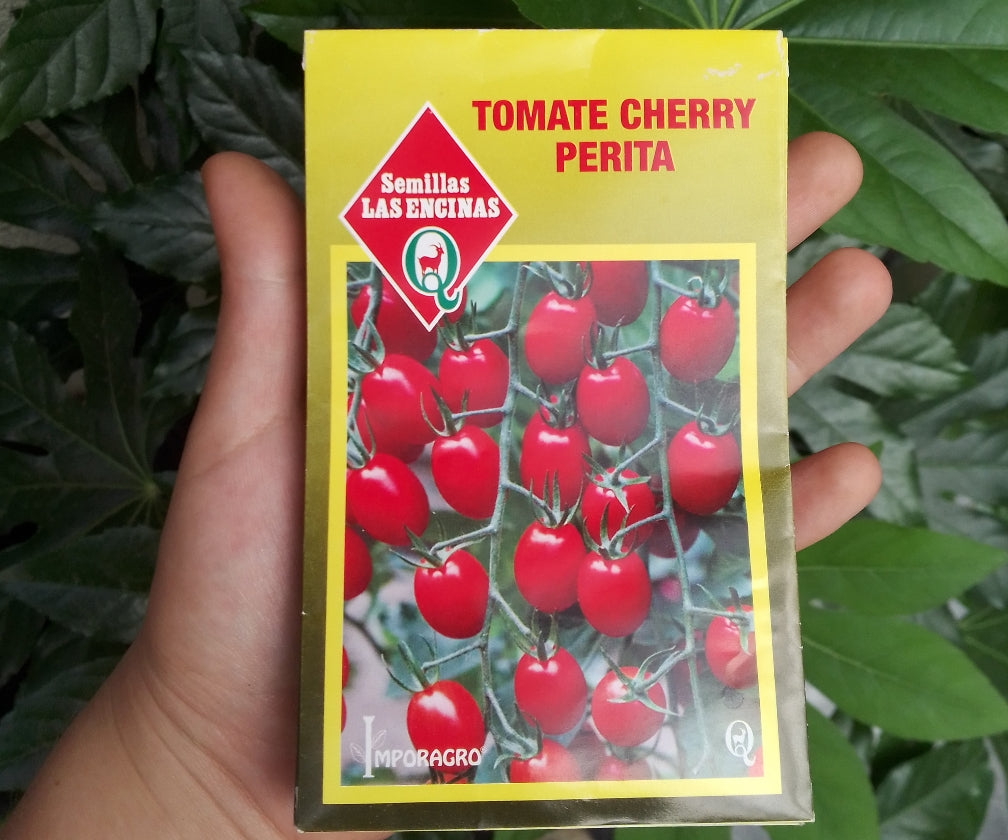 TOMATE CHERRY
PERITA
Semillas
LAS ENCINAS
Q
IMPORAGRO®
Q